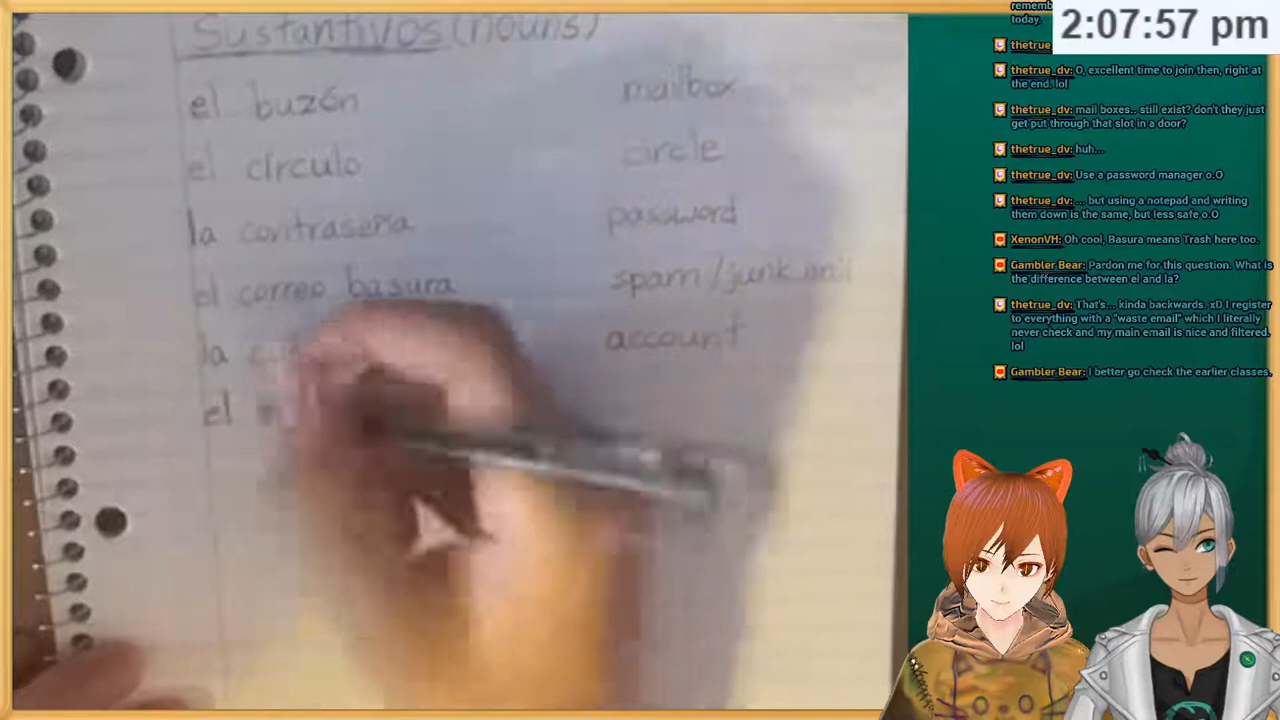 2:07:57 pm
Sustantivos (nouns)
el buzón mailbox
el círculo circle
la contraseña password
el correo basura spam/junk mail
la account
el
today.
thetrue_dv: O, excellent time to join then, right at
the end. lol
thetrue_dv: mail boxes.. still exist? don't they just
get put through that slot in a door?
thetrue_dv: huh...
thetrue_dv: Use a password manager o.O
thetrue_dv: ... but using a notepad and writing
them down is the same, but less safe o.O
XenonVH: Oh cool, Basura means Trash here too.
Gambler Bear: Pardon me for this question. What is
the difference between el and la?
thetrue_dv: That's... kinda backwards. xD I register
to everything with a "waste email" which I literally
never check and my main email is nice and filtered.
lol
Gambler Bear: I better go check the earlier classes.